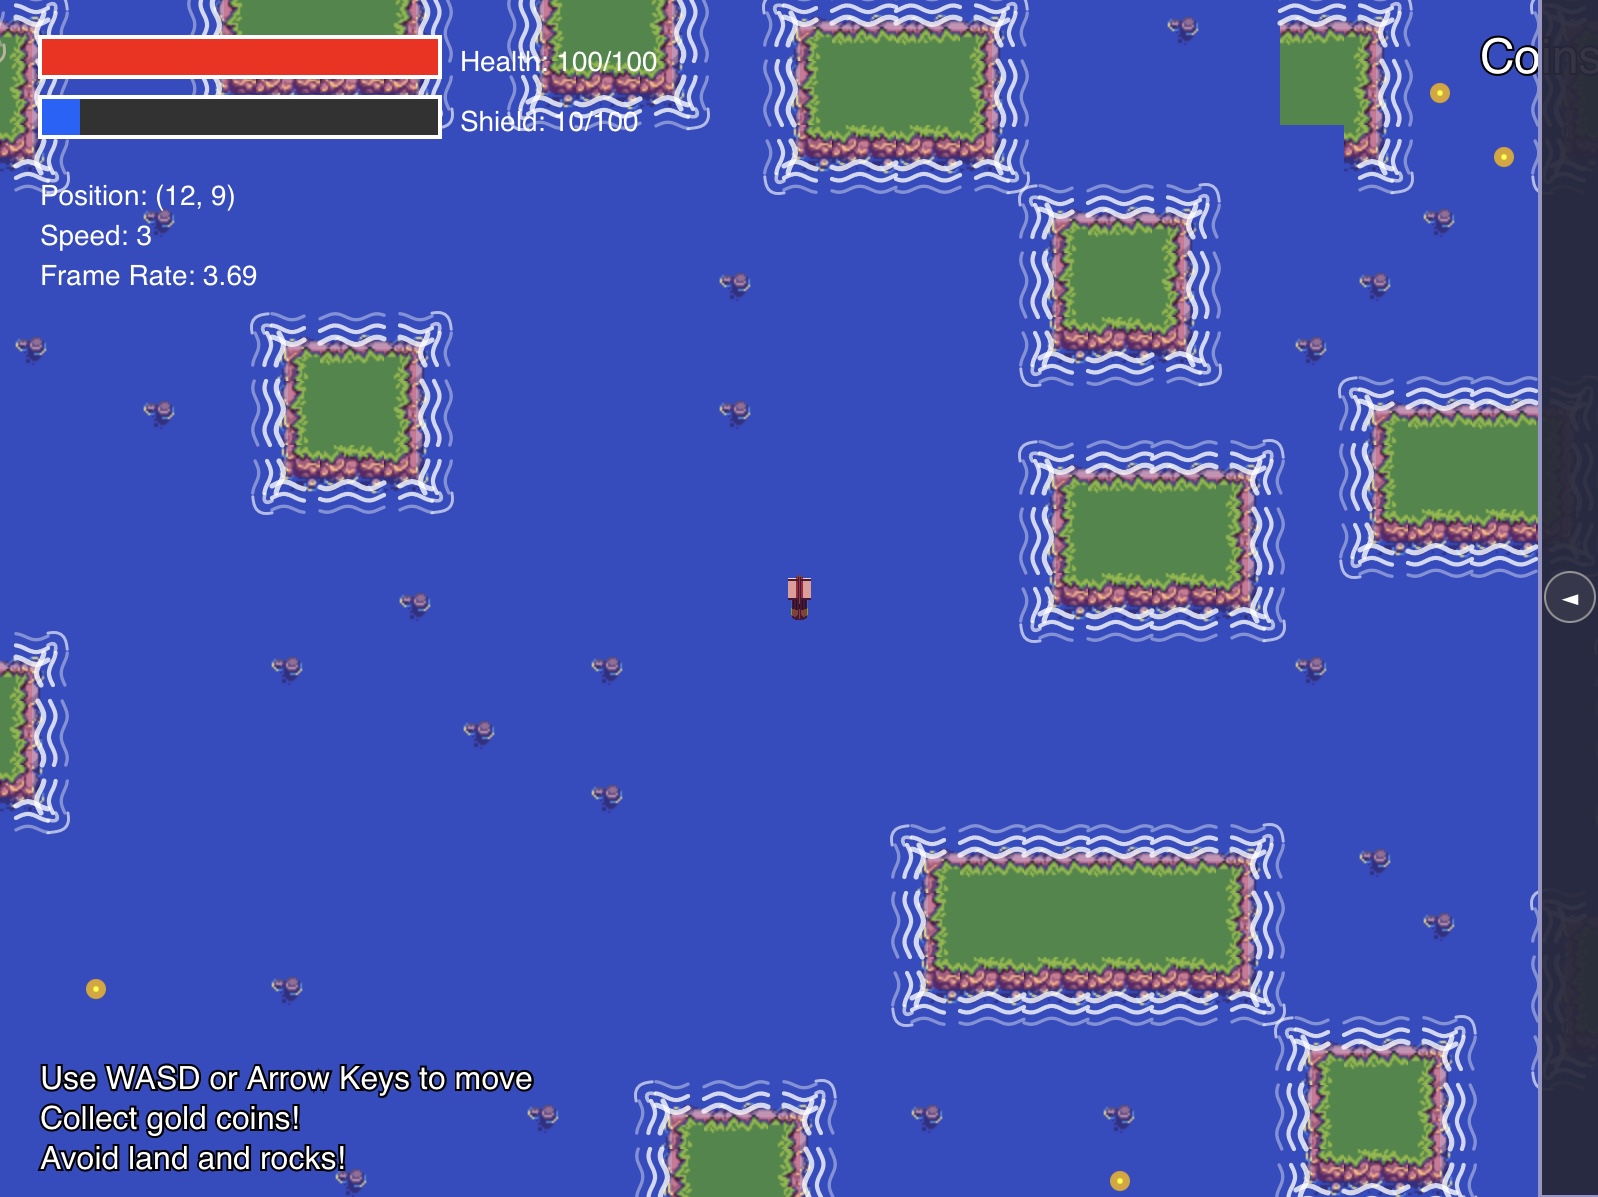 Health: 100/100
Coins
Shield: 10/100
Position: (12, 9)
Speed: 3
Frame Rate: 3.69
Use WASD or Arrow Keys to move
Collect gold coins!
Avoid land and rocks!